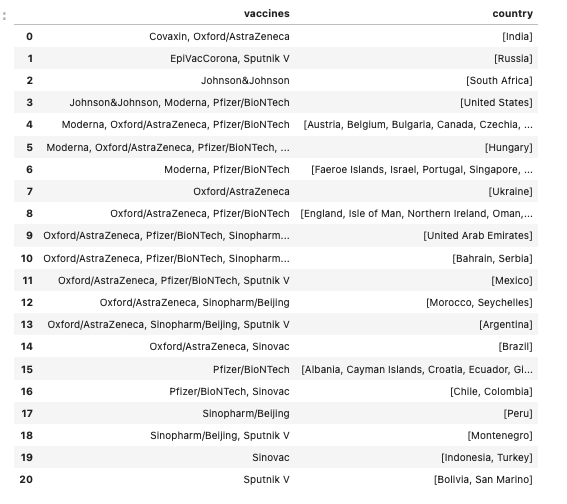 vaccines country
0 Covaxin, Oxford/AstraZeneca [India]
1 EpiVacCorona, Sputnik V [Russia]
2 Johnson&Johnson [South Africa]
3 Johnson&Johnson, Moderna, Pfizer/BioNTech [United States]
4 Moderna, Oxford/AstraZeneca, Pfizer/BioNTech [Austria, Belgium, Bulgaria, Canada, Czechia, ...
5 Moderna, Oxford/AstraZeneca, Pfizer/BioNTech, ... [Hungary]
6 Moderna, Pfizer/BioNTech [Faeroe Islands, Israel, Portugal, Singapore, ...
7 Oxford/AstraZeneca [Ukraine]
8 Oxford/AstraZeneca, Pfizer/BioNTech [England, Isle of Man, Northern Ireland, Oman,...
9 Oxford/AstraZeneca, Pfizer/BioNTech, Sinopharm... [United Arab Emirates]
10 Oxford/AstraZeneca, Pfizer/BioNTech, Sinopharm... [Bahrain, Serbia]
11 Oxford/AstraZeneca, Pfizer/BioNTech, Sputnik V [Mexico]
12 Oxford/AstraZeneca, Sinopharm/Beijing [Morocco, Seychelles]
13 Oxford/AstraZeneca, Sinopharm/Beijing, Sputnik V [Argentina]
14 Oxford/AstraZeneca, Sinovac [Brazil]
15 Pfizer/BioNTech [Albania, Cayman Islands, Croatia, Ecuador, Gi...
16 Pfizer/BioNTech, Sinovac [Chile, Colombia]
17 Sinopharm/Beijing [Peru]
18 Sinopharm/Beijing, Sputnik V [Montenegro]
19 Sinovac [Indonesia, Turkey]
20 Sputnik V [Bolivia, San Marino]